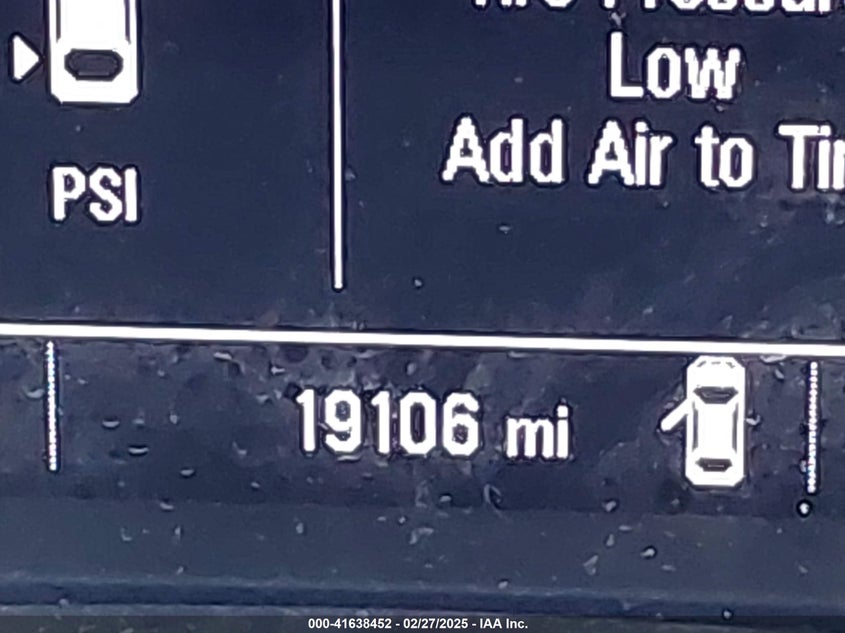 Low
Add Air to
PSI
19106 mi
000-41638452 - 02/27/2025 - IAA Inc.